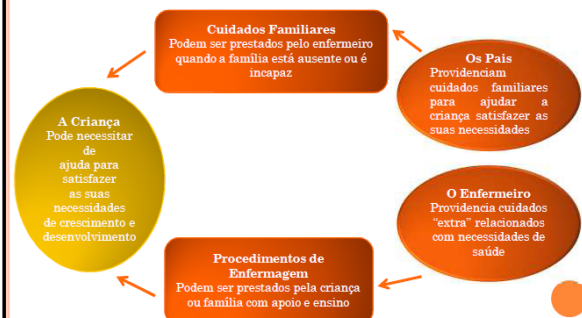 Cuidados Familiares
Podem ser prestados pelo enfermeiro
quando a família está ausente ou é
incapaz
Os Pais
Providenciam
cuidados familiares
para ajudar a
criança satisfazer as
suas necessidades
A Criança
Pode necessitar
de
ajuda para
satisfazer
as suas
necessidades
de crescimento e
desenvolvimento
O Enfermeiro
Providencia cuidados
“extra” relacionados
com necessidades de
saúde
Procedimentos de
Enfermagem
Podem ser prestados pela criança
ou família com apoio e ensino